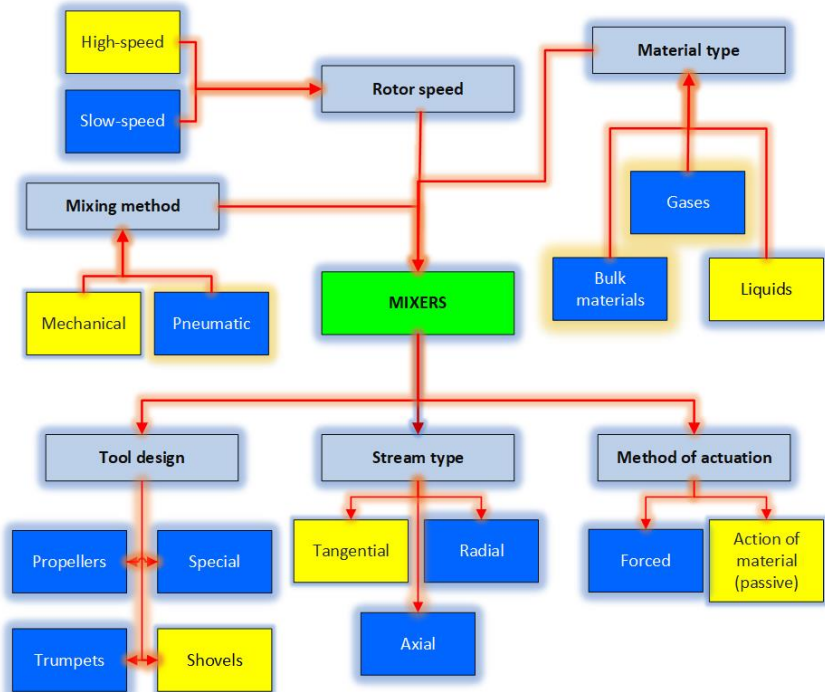 High-speed
Material type
Rotor speed
Slow-speed
Mixing method
Gases
Bulk
materials
Liquids
MIXERS
Mechanical
Pneumatic
Tool design
Stream type
Method of actuation
Propellers
Special
Tangential
Radial
Forced
Action of
material
(passive)
Axial
Trumpets
Shovels